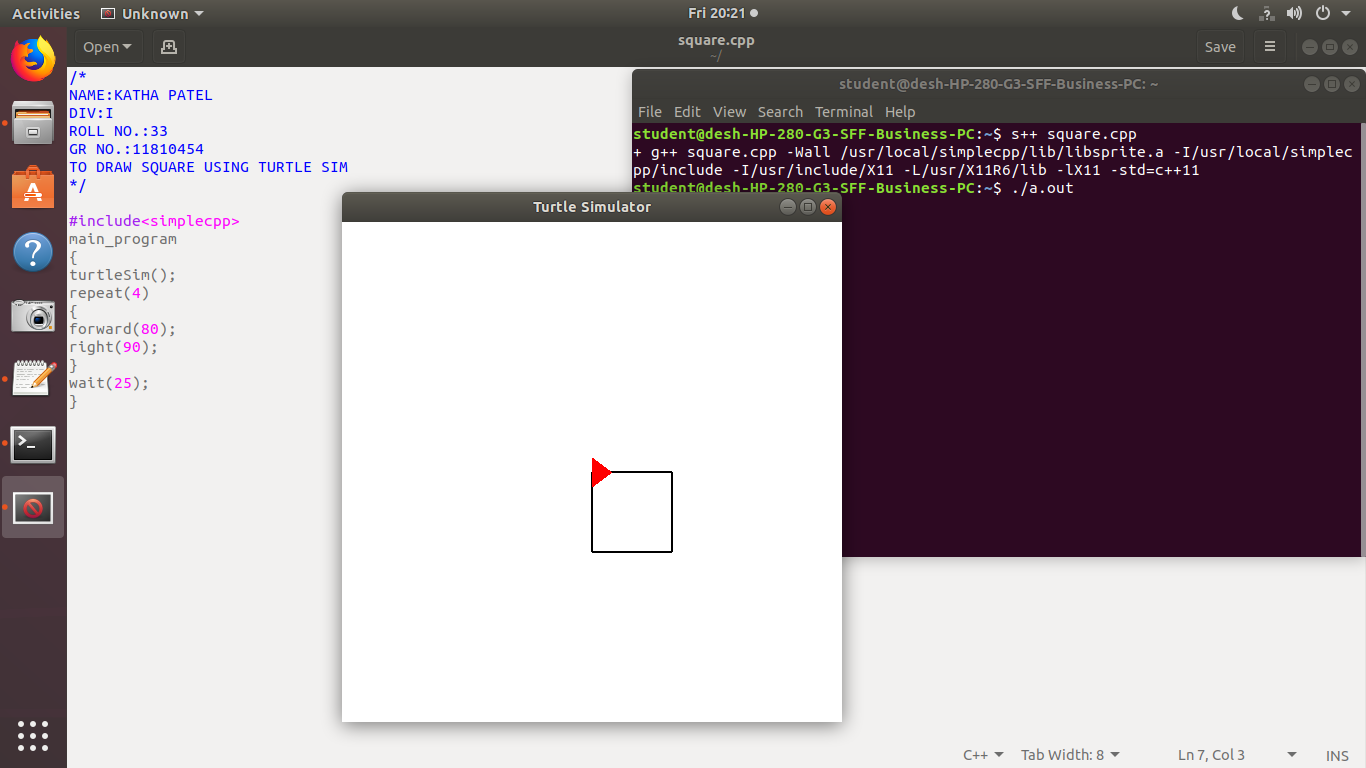 Activities
Unknown
Fri 20:21
Open
square.cpp
~/
Save
/*
NAME:KATHA PATEL
DIV:I
ROLL NO.:33
GR NO.:11810454
TO DRAW SQUARE USING TURTLE SIM
*/
#include<simplecpp>
main_program
{
turtleSim();
repeat(4)
{
forward(80);
right(90);
}
wait(25);
}
student@desh-HP-280-G3-SFF-Business-PC: ~
File Edit View Search Terminal Help
student@desh-HP-280-G3-SFF-Business-PC:~$ s++ square.cpp
+ g++ square.cpp -Wall /usr/local/simplecpp/lib/libsprite.a -I/usr/local/simplec
pp/include -I/usr/include/X11 -L/usr/X11R6/lib -lX11 -std=c++11
student@desh-HP-280-G3-SFF-Business-PC:~$ ./a.out
Turtle Simulator
C++ Tab Width: 8 Ln 7, Col 3 INS